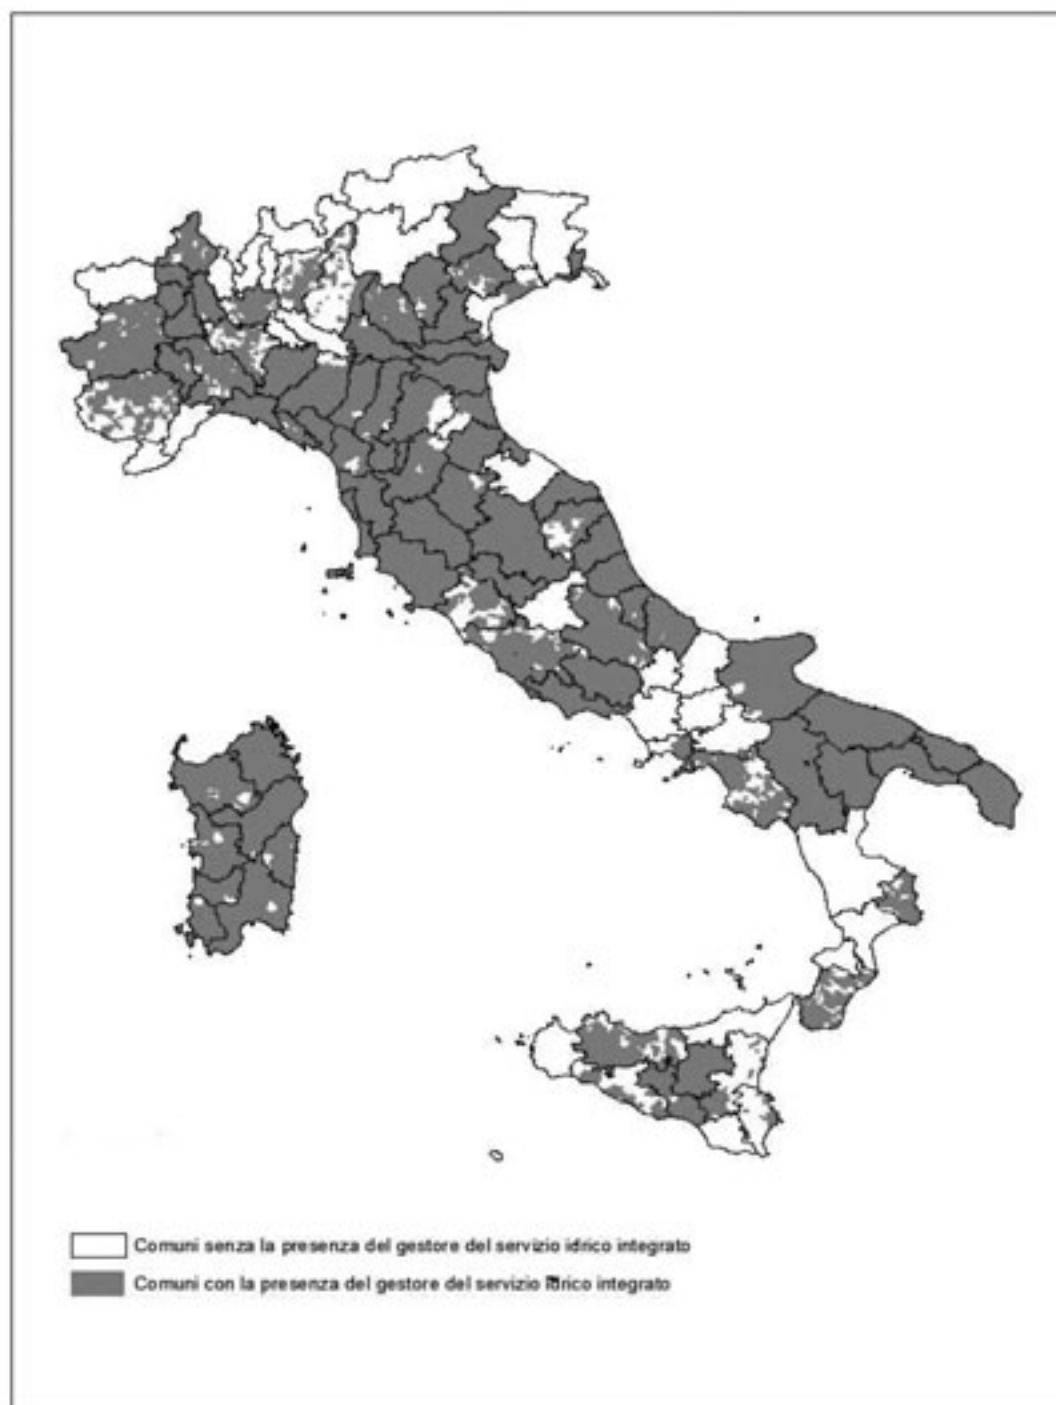 Comuni senza la presenza del gestore del servizio idrico integrato
Comuni con la presenza del gestore del servizio idrico integrato